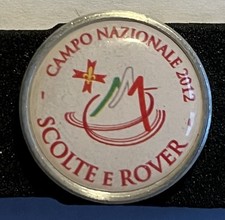 CAMPO NAZIONALE 2012
- SCOLTE E ROVER -